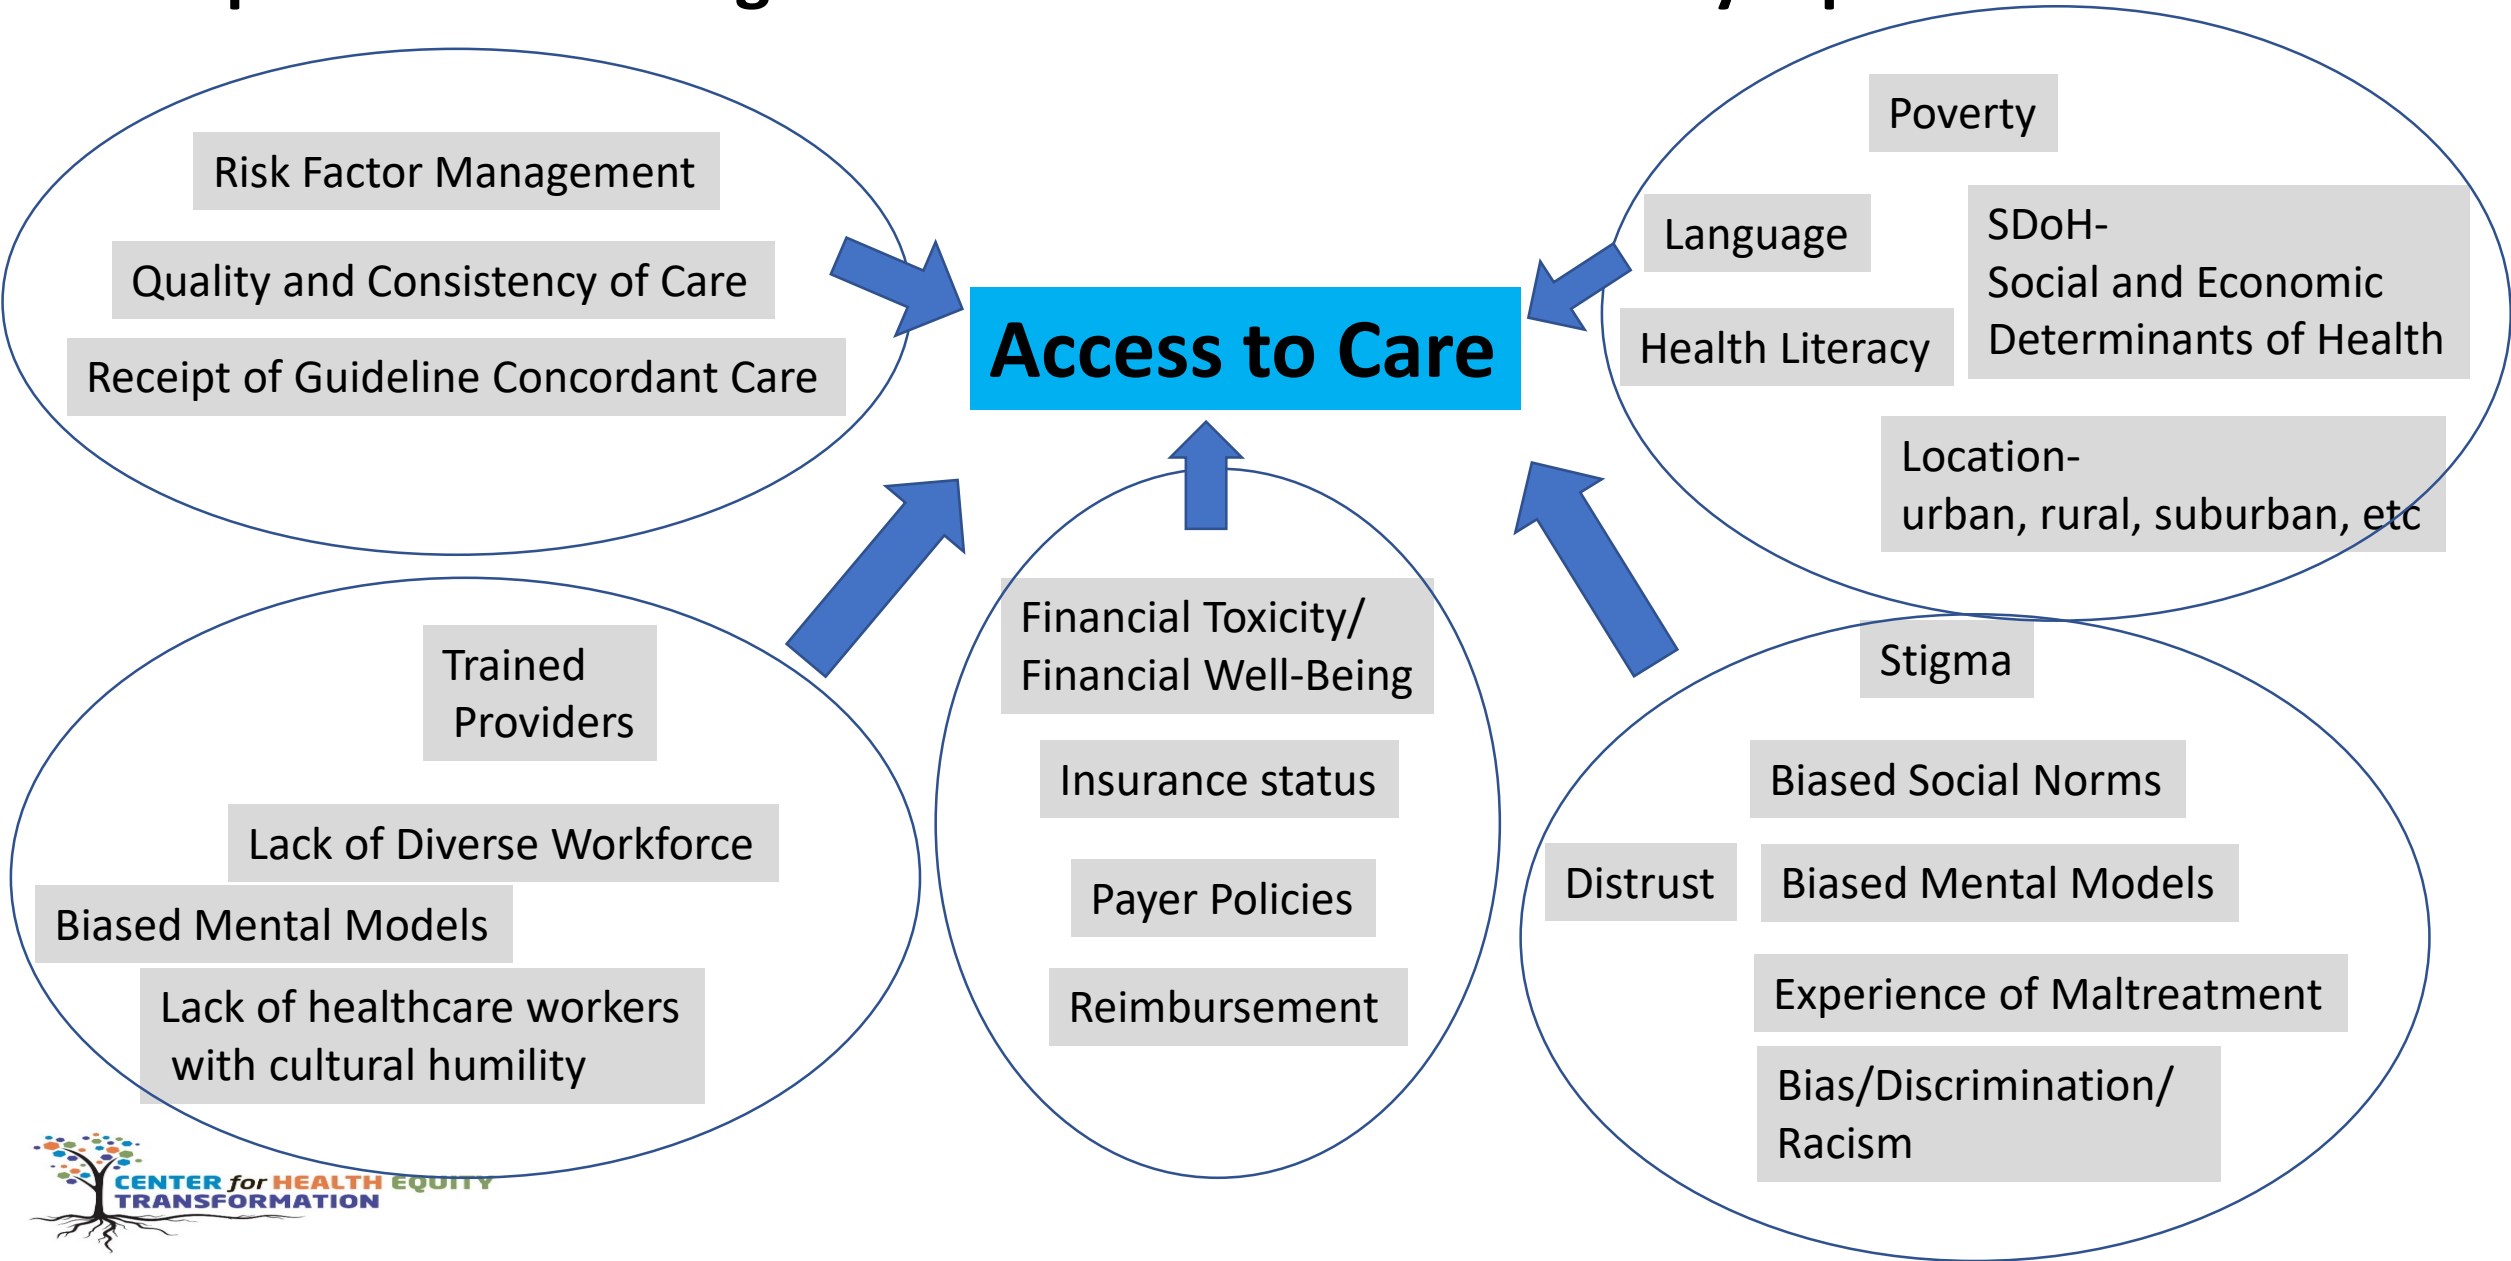 Risk Factor Management
Quality and Consistency of Care
Receipt of Guideline Concordant Care
Access to Care
Poverty
Language
SDoH-
Social and Economic
Determinants of Health
Health Literacy
Location-
urban, rural, suburban, etc
Trained
Providers
Lack of Diverse Workforce
Biased Mental Models
Lack of healthcare workers
with cultural humility
Financial Toxicity/
Financial Well-Being
Insurance status
Payer Policies
Reimbursement
Stigma
Biased Social Norms
Distrust
Biased Mental Models
Experience of Maltreatment
Bias/Discrimination/
Racism
CENTER for HEALTH EQUITY
TRANSFORMATION